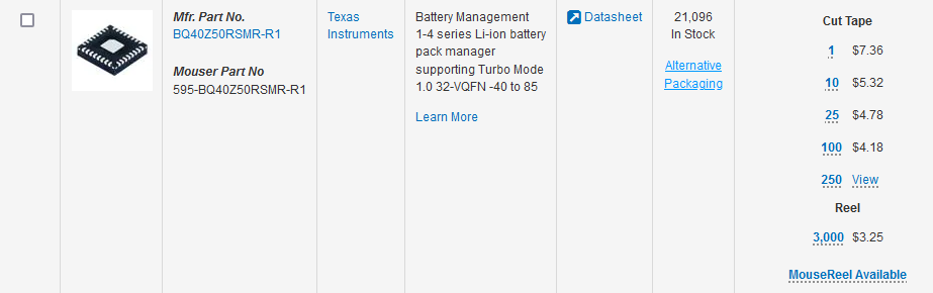 Mfr. Part No.
BQ40Z50RSMR-R1
Mouser Part No
595-BQ40Z50RSMR-R1
Texas
Instruments
Battery Management
1-4 series Li-ion battery
pack manager
supporting Turbo Mode
1.0 32-VQFN -40 to 85
Learn More
Datasheet
21,096
In Stock
Alternative
Packaging
Cut Tape
1 $7.36
10 $5.32
25 $4.78
100 $4.18
250 View
Reel
3,000 $3.25
MouseReel Available